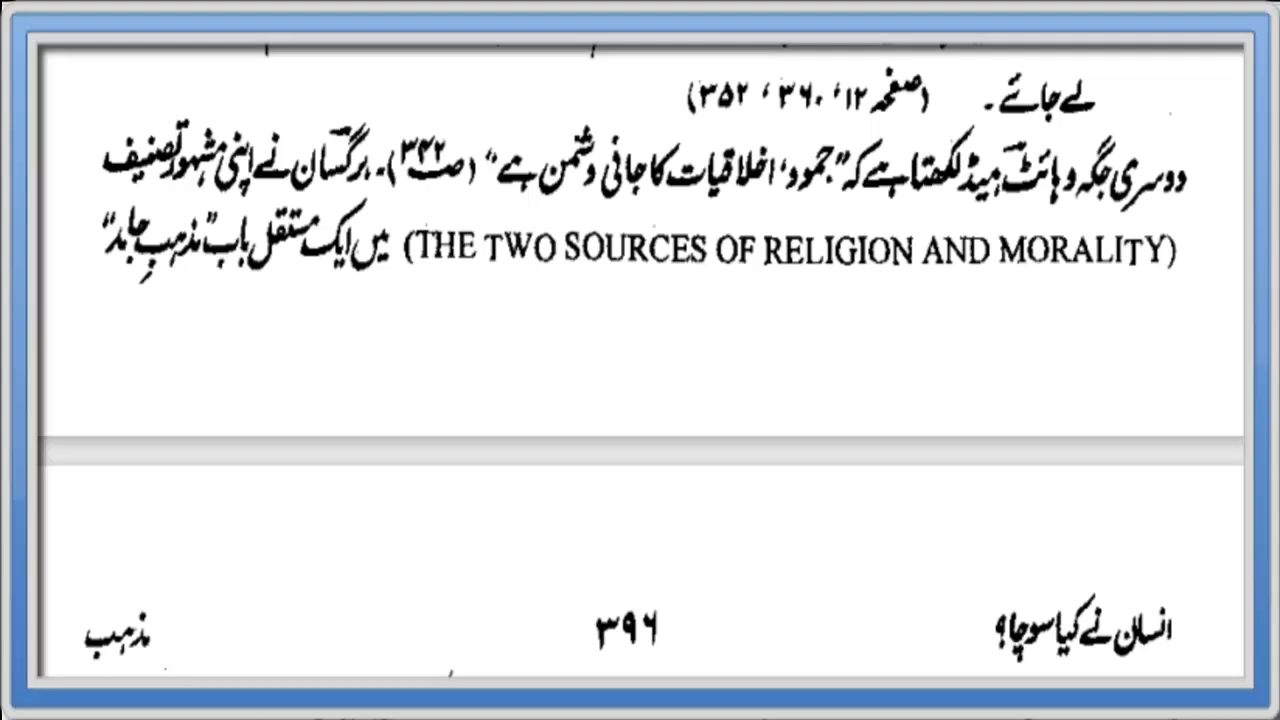 لے جائے۔ (صفحہ ۱۲، ۳۶۰، ۳۵۲)
دوسری جگہ وہائٹ ہیڈ لکھتا ہے کہ "جمود، اخلاقیات کا جانی دشمن ہے" (ص ۳۴۲)۔ برگسان نے اپنی مشہور تصنیف
(THE TWO SOURCES OF RELIGION AND MORALITY) میں ایک مستقل باب "مذہبِ جامد"
انسان نے کیا سوچا؟ ۳۹۶ مذہب